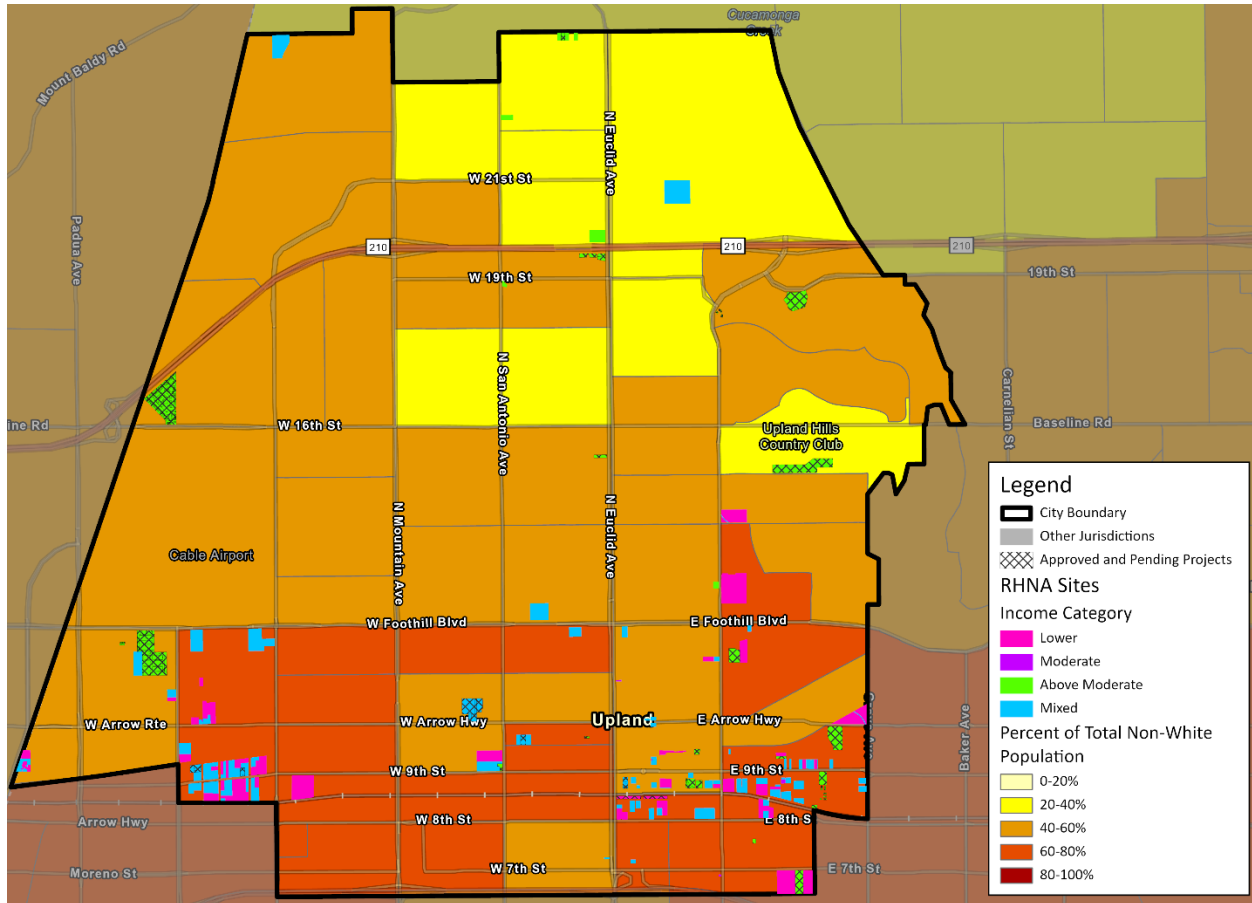 Cucamonga
Creek
Mount Baldy Rd
N Euclid Ave
W 21st St
Padua Ave
210
210
210
W 19th St
19th St
N San Antonio Ave
Carnelian St
ine Rd
W 16th St
Upland Hills
Country Club
Baseline Rd
N Mountain Ave
N Euclid Ave
Cable Airport
W Foothill Blvd
E Foothill Blvd
W Arrow Rte
W Arrow Hwy
Upland
E Arrow Hwy
Baker Ave
W 9th St
E 9th St
Arrow Hwy
W 8th St
E 8th S
Moreno St
W 7th St
E 7th St
Legend
City Boundary
Other Jurisdictions
Approved and Pending Projects
RHNA Sites
Income Category
Lower
Moderate
Above Moderate
Mixed
Percent of Total Non-White
Population
0-20%
20-40%
40-60%
60-80%
80-100%